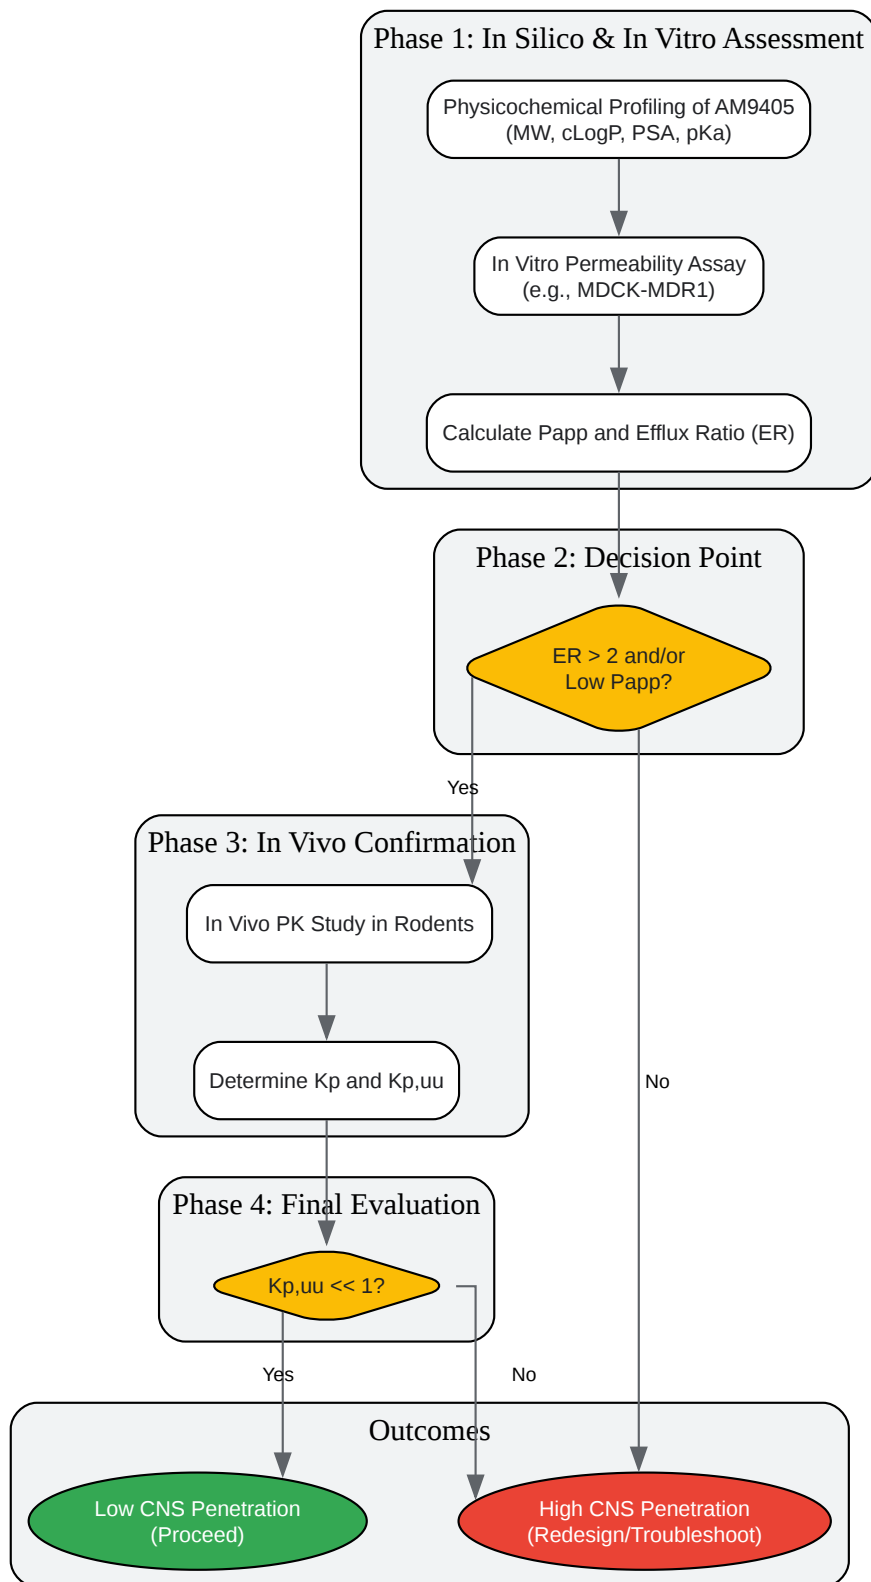 Phase 1: In Silico & In Vitro Assessment
Physicochemical Profiling of AM9405
(MW, cLogP, PSA, pKa)
In Vitro Permeability Assay
(e.g., MDCK-MDR1)
Calculate Papp and Efflux Ratio (ER)
Phase 2: Decision Point
ER > 2 and/or
Low Papp?
Yes
Phase 3: In Vivo Confirmation
In Vivo PK Study in Rodents
Determine Kp and Kp,uu
No
Phase 4: Final Evaluation
Kp,uu << 1?
Yes
No
Outcomes
Low CNS Penetration
(Proceed)
High CNS Penetration
(Redesign/Troubleshoot)